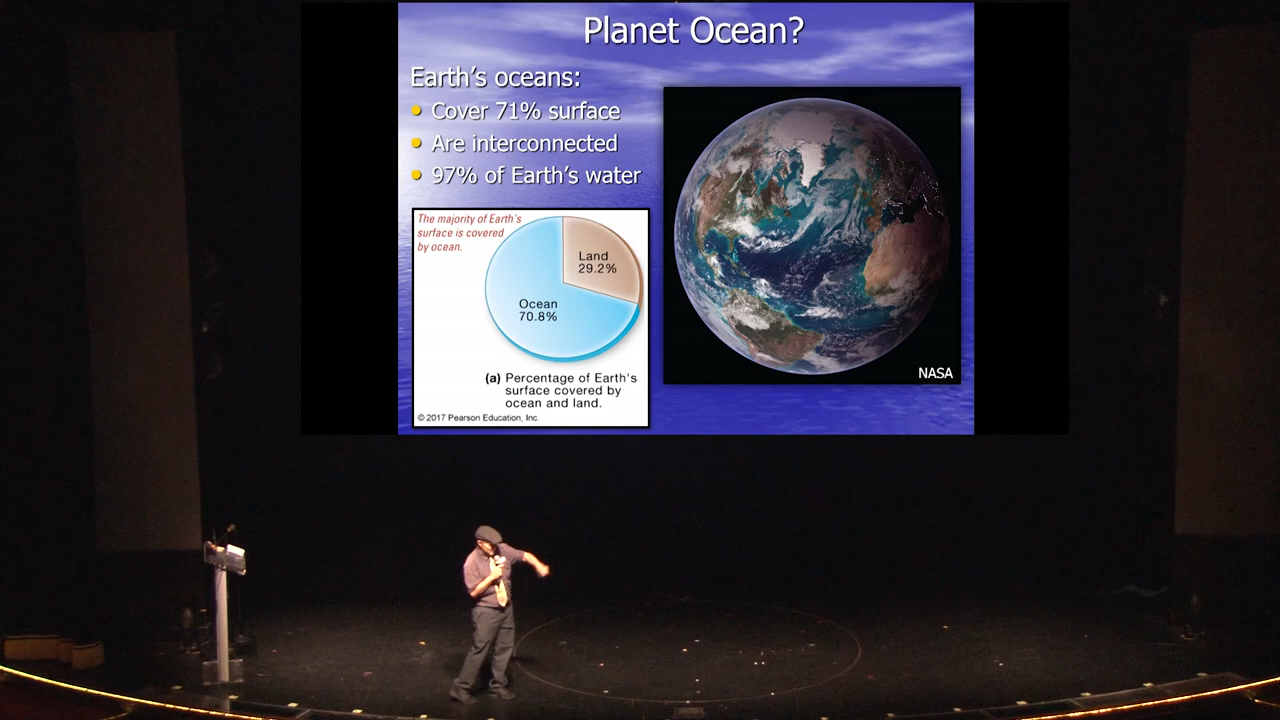 Planet Ocean?
Earth's oceans:
Cover 71% surface
Are interconnected
97% of Earth's water
The majority of Earth's
surface is covered
by ocean.
Land
29.2%
Ocean
70.8%
(a) Percentage of Earth's
surface covered by
ocean and land.
© 2017 Pearson Education, Inc.
NASA